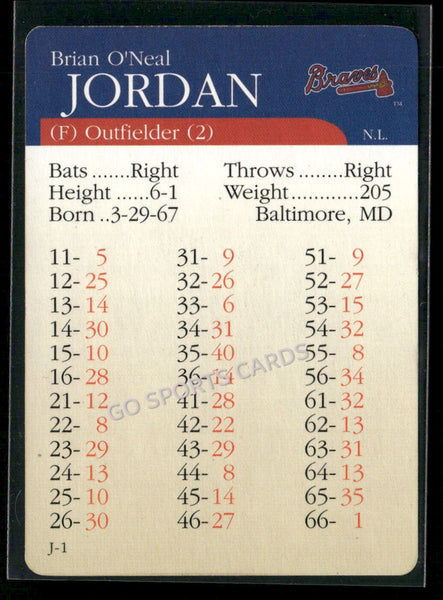 Brian O'Neal
JORDAN
Braves
TM
(F) Outfielder (2)
N.L.
Bats .......Right Throws ........Right
Height .......6-1 Weight ............205
Born ..3-29-67 Baltimore, MD
11- 5 31- 9 51- 9
12- 25 32- 26 52- 27
13- 14 33- 6 53- 15
14- 30 34- 31 54- 32
15- 10 35- 40 55- 8
16- 28 36- 14 56- 34
21- 12 41- 28 61- 32
22- 8 42- 13 62- 33
23- 29 43- 29 63- 31
24- 13 44- 8 64- 13
25- 10 45- 14 65- 35
26- 30 46- 27 66- 1
GO SPORTS CARDS
J-1